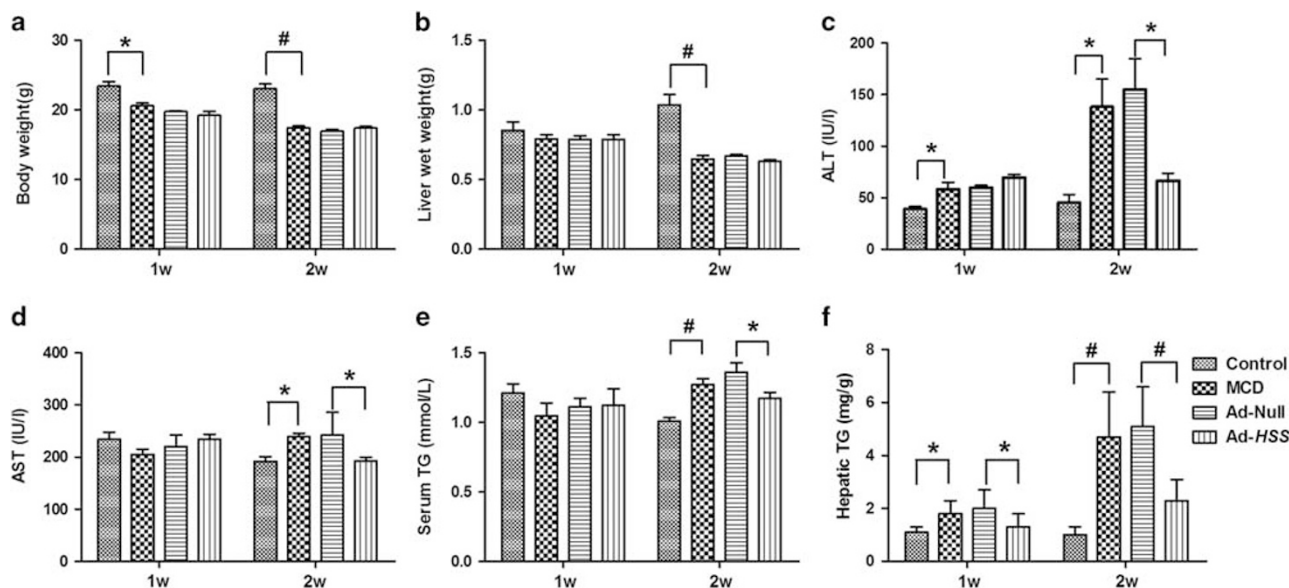 a
Body weight(g)
30
20
10
0
*
#
1w
2w
b
Liver wet weight(g)
1.5
1.0
0.5
0.0
#
1w
2w
c
ALT (IU/l)
200
150
100
50
0
*
*
*
1w
2w
d
AST (IU/l)
400
300
200
100
0
*
*
1w
2w
e
Serum TG (mmol/L)
1.5
1.0
0.5
0.0
#
*
1w
2w
f
Hepatic TG (mg/g)
8
6
4
2
0
*
*
#
#
1w
2w
Control
MCD
Ad-Null
Ad-HSS